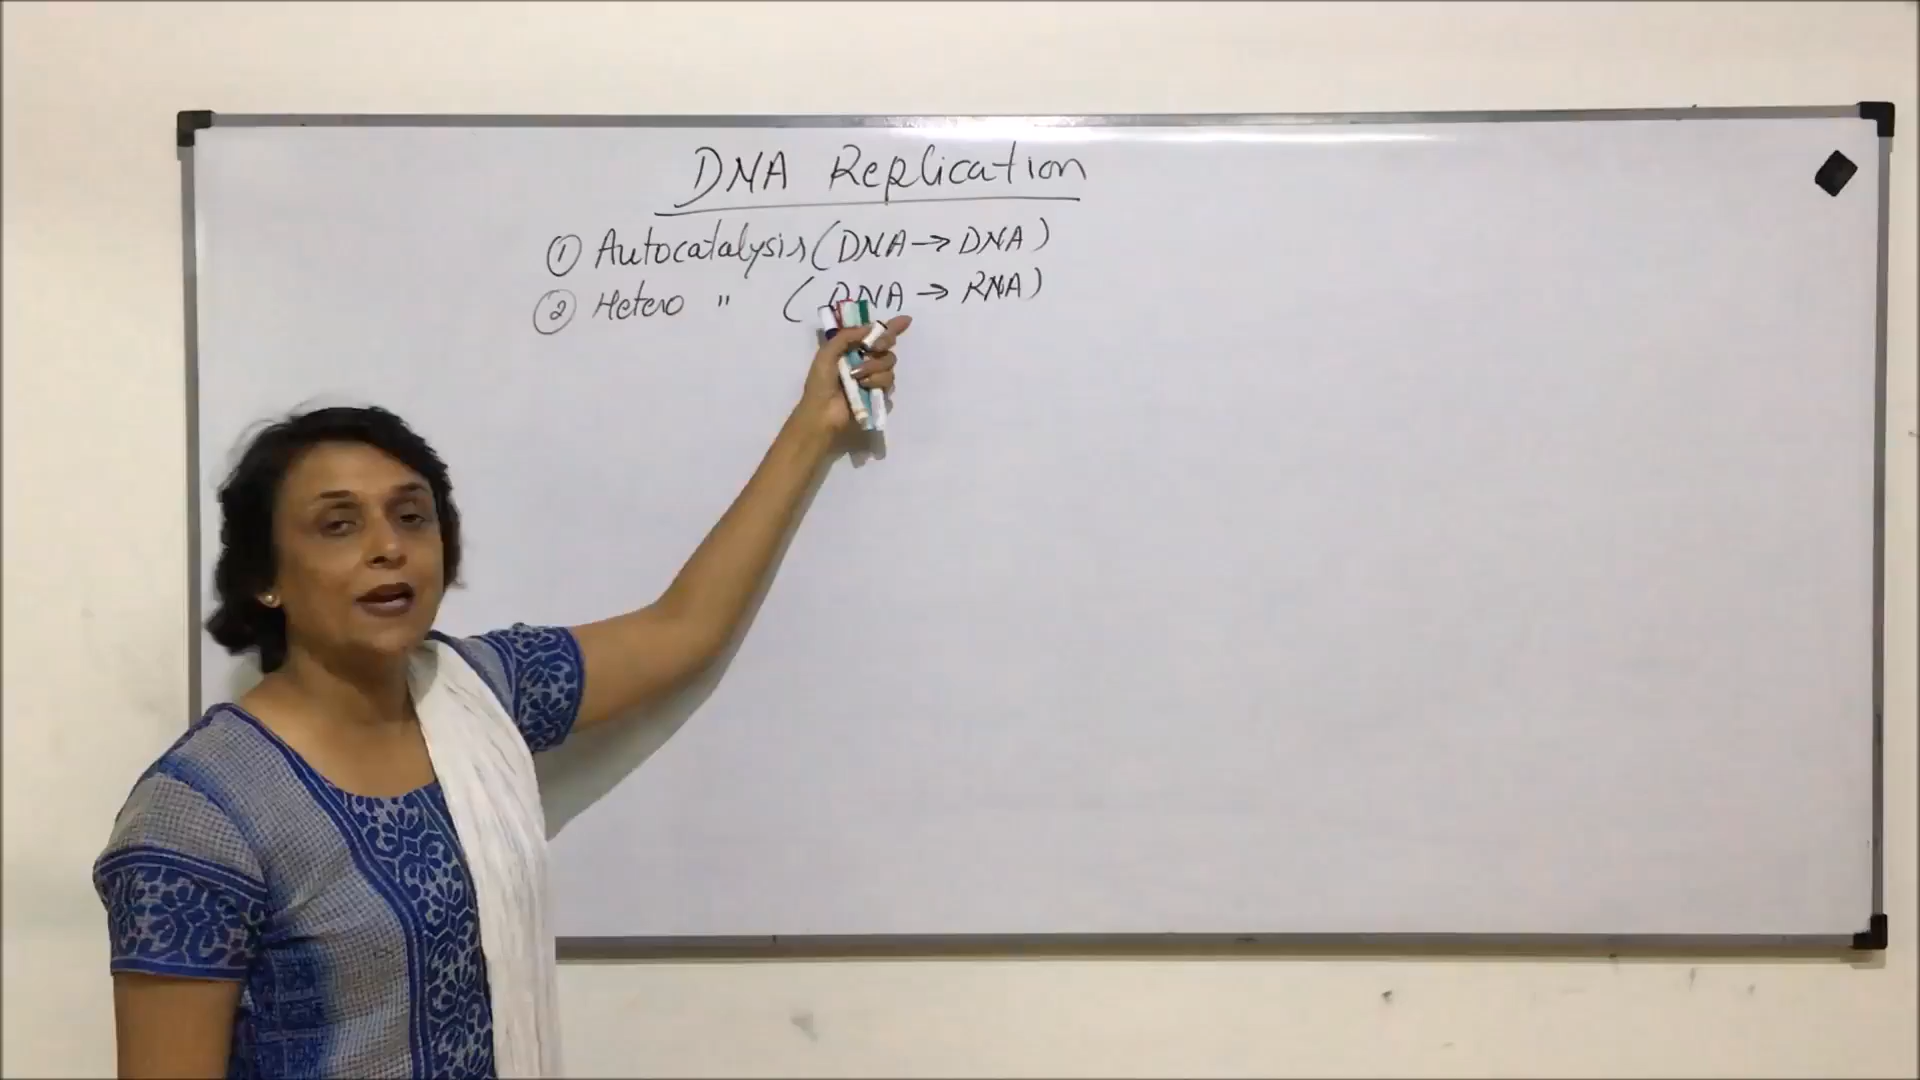 DNA Replication
① Autocatalysis (DNA → DNA)
② Hetero " (DNA → RNA)